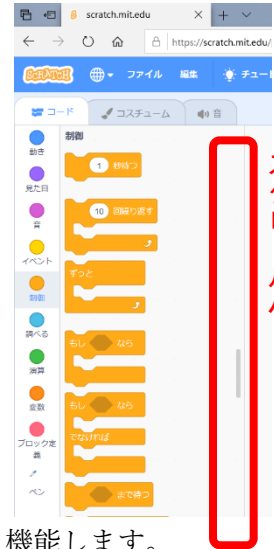 scratch.mit.edu
https://scratch.mit.edu/
SCRATCH
ファイル
編集
コード
コスチューム
音
制御
動き
見た目
音
イベント
制御
調べる
演算
変数
ブロック定義
ペン
1 秒待つ
10 回繰り返す
ずっと
もし なら
もし なら
でなければ
まで待つ
機能します。